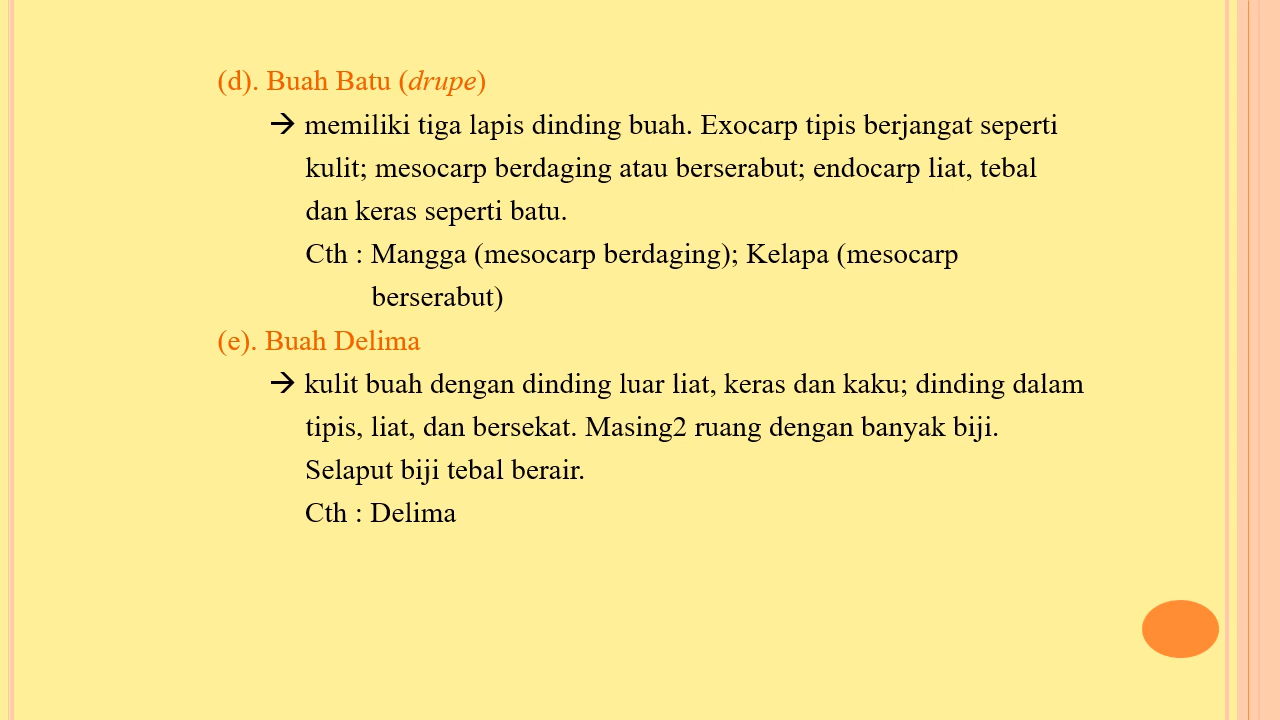 (d). Buah Batu (drupe)
→ memiliki tiga lapis dinding buah. Exocarp tipis berjangat seperti
kulit; mesocarp berdaging atau berserabut; endocarp liat, tebal
dan keras seperti batu.
Cth : Mangga (mesocarp berdaging); Kelapa (mesocarp
berserabut)
(e). Buah Delima
→ kulit buah dengan dinding luar liat, keras dan kaku; dinding dalam
tipis, liat, dan bersekat. Masing2 ruang dengan banyak biji.
Selaput biji tebal berair.
Cth : Delima